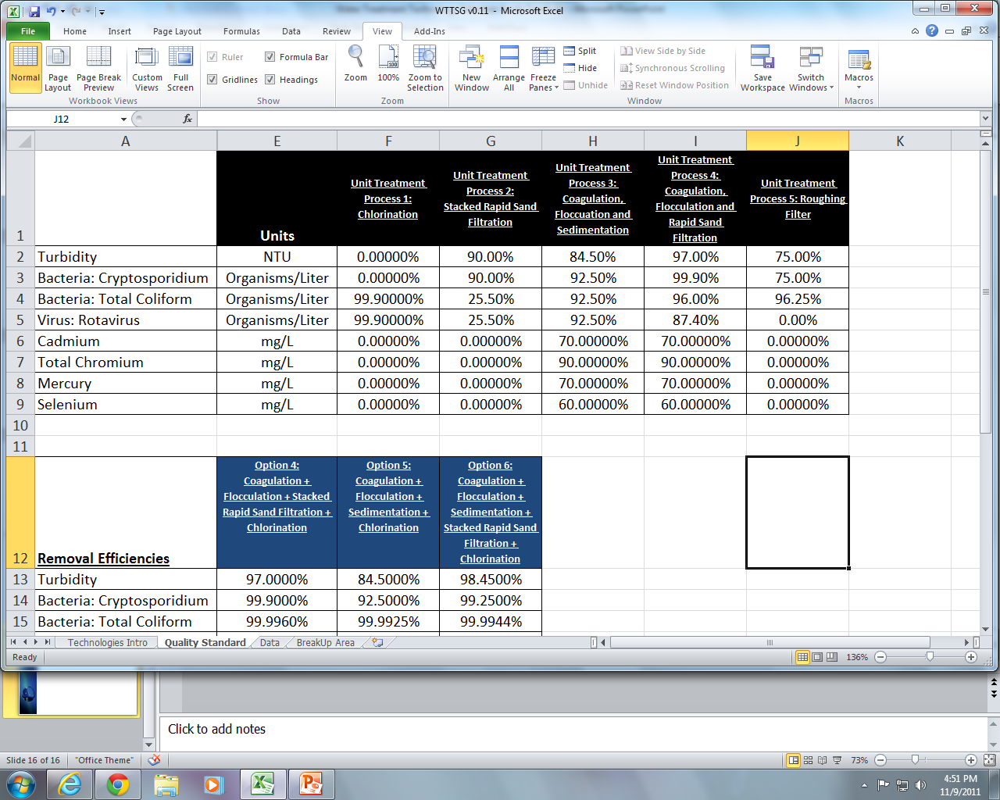 WTTSG v0.11 - Microsoft Excel
File Home Insert Page Layout Formulas Data Review View Add-Ins
Normal Page Layout Page Break Preview Custom Views Full Screen
Workbook Views
Ruler Formula Bar
Gridlines Headings
Show
Zoom 100% Zoom to Selection
Zoom
New Window Arrange All Freeze Panes
Split
Hide
Unhide
View Side by Side
Synchronous Scrolling
Reset Window Position
Window
Save Workspace Switch Windows
Macros
Macros
J12 fx
A E F G H I J K
1 Units
Unit Treatment Process 1: Chlorination
Unit Treatment Process 2: Stacked Rapid Sand Filtration
Unit Treatment Process 3: Coagulation, Floccuation and Sedimentation
Unit Treatment Process 4: Coagulation, Flocculation and Rapid Sand Filtration
Unit Treatment Process 5: Roughing Filter
2 Turbidity NTU 0.00000% 90.00% 84.50% 97.00% 75.00%
3 Bacteria: Cryptosporidium Organisms/Liter 0.00000% 90.00% 92.50% 99.90% 75.00%
4 Bacteria: Total Coliform Organisms/Liter 99.90000% 25.50% 92.50% 96.00% 96.25%
5 Virus: Rotavirus Organisms/Liter 99.90000% 25.50% 92.50% 87.40% 0.00%
6 Cadmium mg/L 0.00000% 0.00000% 70.00000% 70.00000% 0.00000%
7 Total Chromium mg/L 0.00000% 0.00000% 90.00000% 90.00000% 0.00000%
8 Mercury mg/L 0.00000% 0.00000% 70.00000% 70.00000% 0.00000%
9 Selenium mg/L 0.00000% 0.00000% 60.00000% 60.00000% 0.00000%
10
11
12 Removal Efficiencies
Option 4: Coagulation + Flocculation + Stacked Rapid Sand Filtration + Chlorination
Option 5: Coagulation + Flocculation + Sedimentation + Chlorination
Option 6: Coagulation + Flocculation + Sedimentation + Stacked Rapid Sand Filtration + Chlorination
13 Turbidity 97.0000% 84.5000% 98.4500%
14 Bacteria: Cryptosporidium 99.9000% 92.5000% 99.2500%
15 Bacteria: Total Coliform 99.9960% 99.9925% 99.9944%
Technologies Intro Quality Standard Data BreakUp Area
Ready 136%
Click to add notes
Slide 16 of 16 "Office Theme" 73%
4:51 PM
11/9/2011